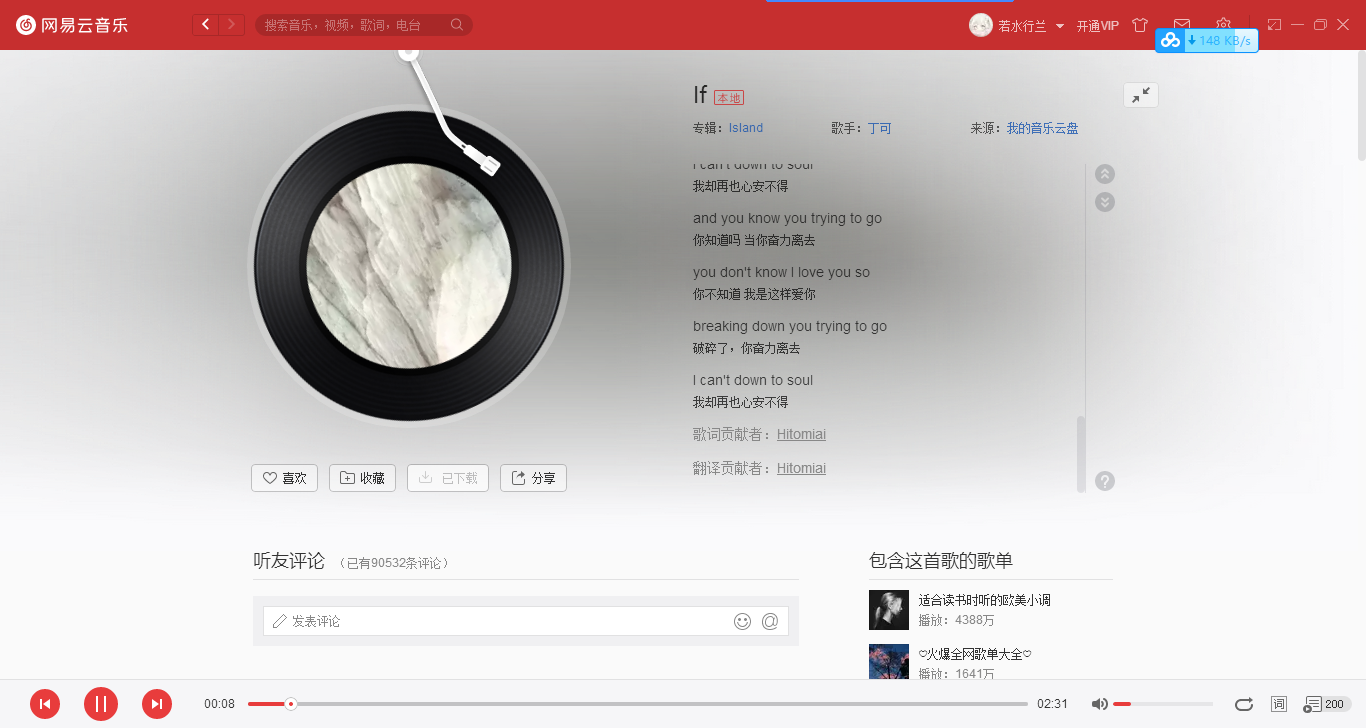 网易云音乐
搜索音乐，视频，歌词，电台
若水行兰
开通VIP
148 KB/s
If 本地
专辑：Island 歌手：丁可 来源：我的音乐云盘
I can't down to soul
我却再也心安不得
and you know you trying to go
你知道吗 当你奋力离去
you don't know I love you so
你不知道 我是这样爱你
breaking down you trying to go
破碎了，你奋力离去
I can't down to soul
我却再也心安不得
歌词贡献者：Hitomiai
翻译贡献者：Hitomiai
喜欢 收藏 已下载 分享
听友评论 （已有90532条评论）
发表评论
包含这首歌的歌单
适合读书时听的欧美小调
播放：4388万
♡火爆全网歌单大全♡
播放：1641万
00:08 02:31 词 200